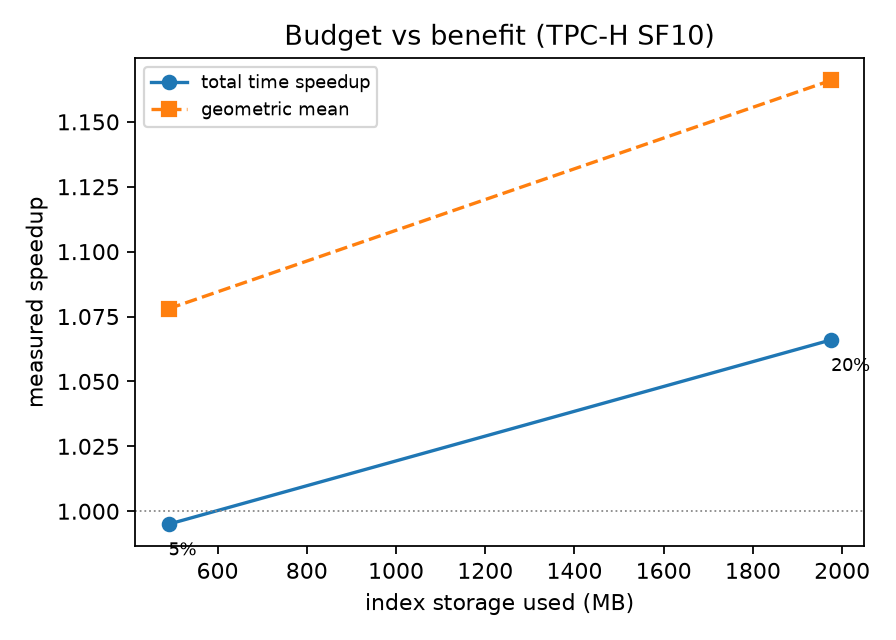 Budget vs benefit (TPC-H SF10)
total time speedup
geometric mean
measured speedup
1.150
1.125
1.100
1.075
1.050
1.025
1.000
20%
5%
600 800 1000 1200 1400 1600 1800 2000
index storage used (MB)